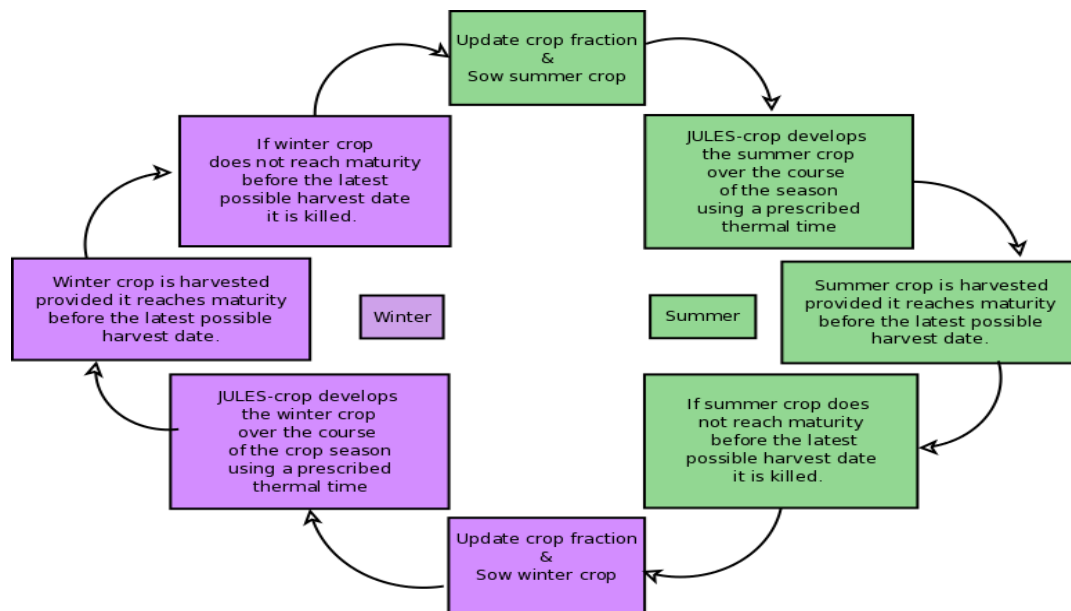 Update crop fraction
&
Sow summer crop
JULES-crop develops
the summer crop
over the course
of the season
using a prescribed
thermal time
Summer crop is harvested
provided it reaches maturity
before the latest possible
harvest date.
If summer crop does
not reach maturity
before the latest
possible harvest date
it is killed.
Update crop fraction
&
Sow winter crop
JULES-crop develops
the winter crop
over the course
of the crop season
using a prescribed
thermal time
Winter crop is harvested
provided it reaches maturity
before the latest possible
harvest date.
If winter crop
does not reach maturity
before the latest
possible harvest date
it is killed.
Winter
Summer